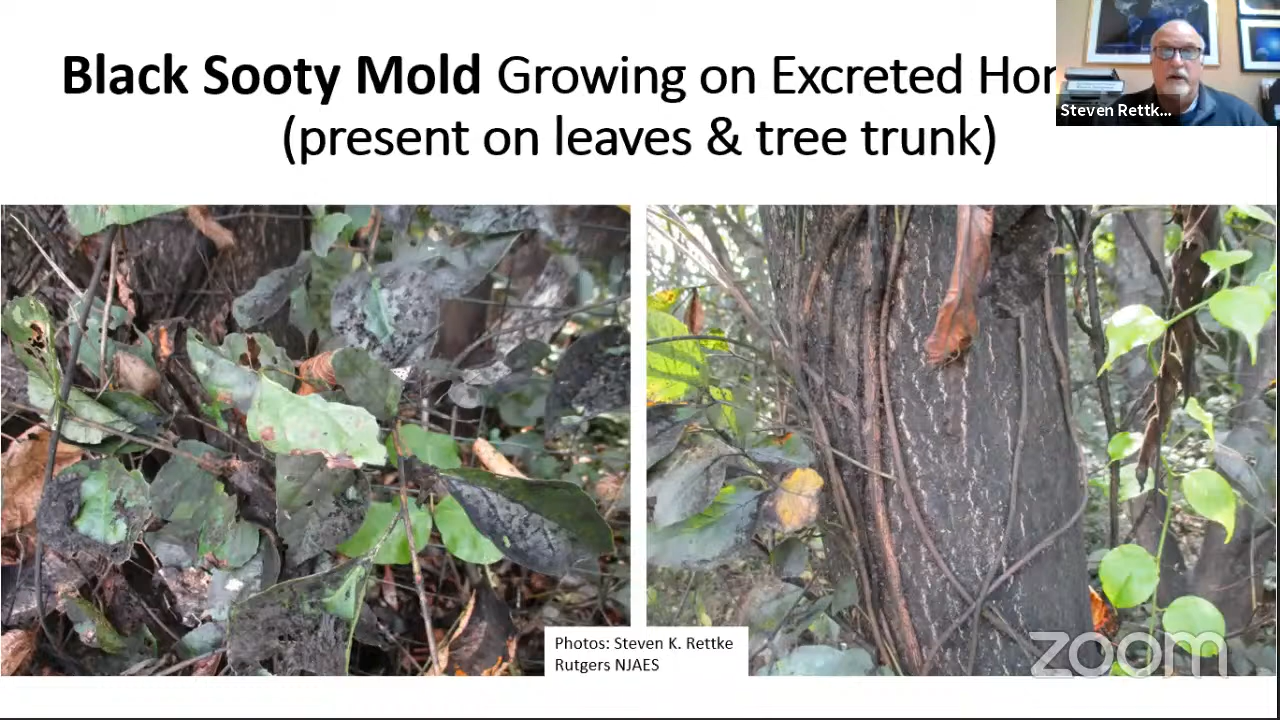 Black Sooty Mold Growing on Excreted
(present on leaves & tree trunk)
Steven Rettk...
Photos: Steven K. Rettke
Rutgers NJAES
zoom